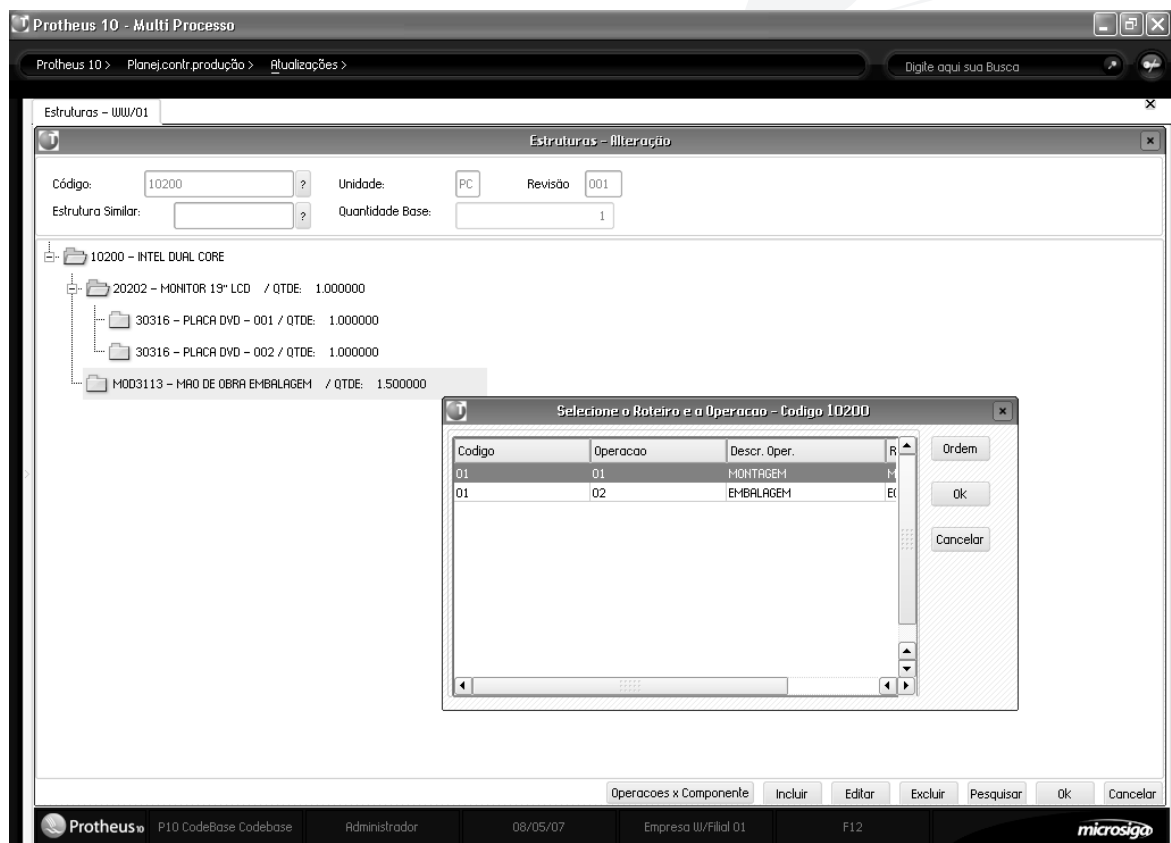 Protheus 10 - Multi Processo
Protheus 10 > Planej.contr.produção > Atualizações > Digite aqui sua Busca
Estruturas - WW/01
Estruturas - Alteração
Código: 10200 ? Unidade: PC Revisão 001
Estrutura Similar: ? Quantidade Base: 1
10200 - INTEL DUAL CORE
20202 - MONITOR 19" LCD / QTDE: 1.000000
30316 - PLACA DVD - 001 / QTDE: 1.000000
30316 - PLACA DVD - 002 / QTDE: 1.000000
MOD3113 - MAO DE OBRA EMBALAGEM / QTDE: 1.500000
Selecione o Roteiro e a Operacao - Codigo 10200
Codigo Operacao Descr. Oper. R
01 01 MONTAGEM M
01 02 EMBALAGEM
Ordem
Ok
Cancelar
Operacoes x Componente Incluir Editar Excluir Pesquisar Ok Cancelar
Protheus 10 P10 CodeBase Codebase Administrador 08/05/07 Empresa W/Filial 01 F12 microsiga